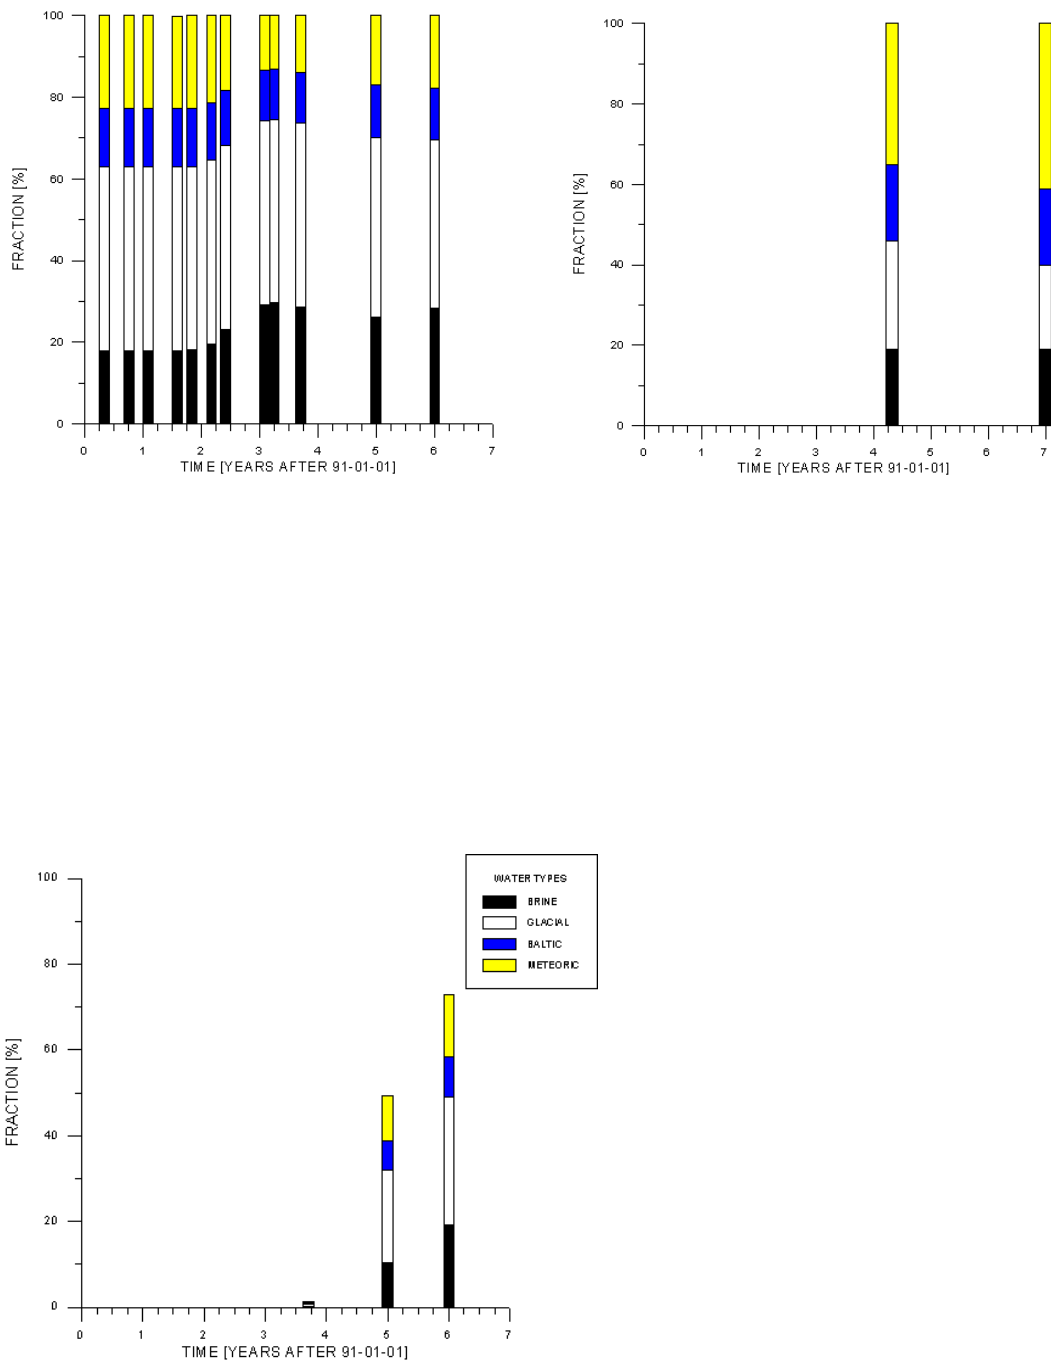 100
80
60
40
20
0
FRACTION [%]
0 1 2 3 4 5 6 7
TIME [YEARS AFTER 91-01-01]
100
80
60
40
20
0
FRACTION [%]
0 1 2 3 4 5 6 7
TIME [YEARS AFTER 91-01-01]
100
80
60
40
20
0
FRACTION [%]
0 1 2 3 4 5 6 7
TIME [YEARS AFTER 91-01-01]
WATER TYPES
BRINE
GLACIAL
BALTIC
METEORIC